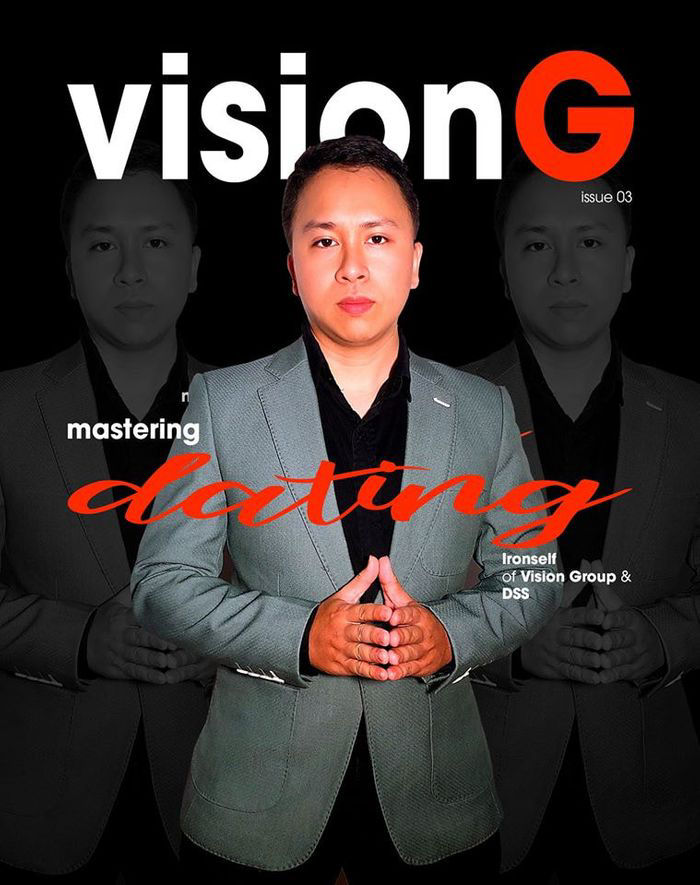 visionG
issue 03
mastering
dating
Ironself
of Vision Group &
DSS